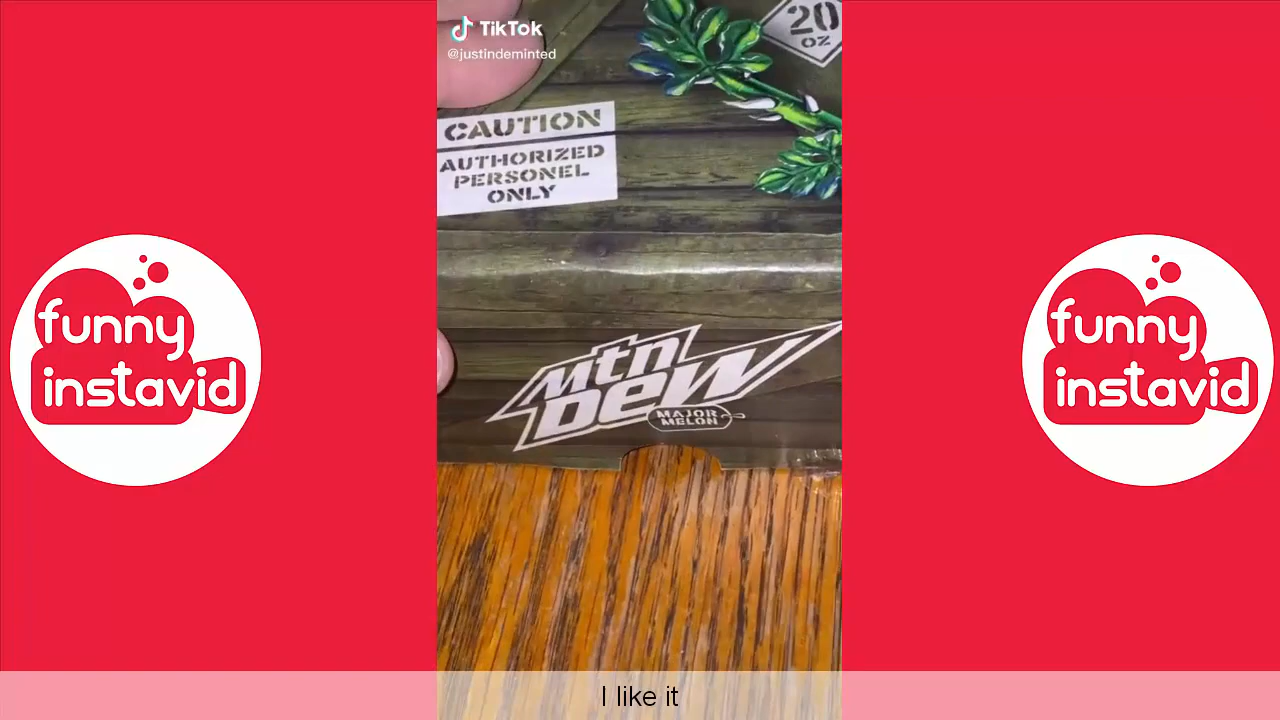 TikTok
@justindeminted
20
OZ
CAUTION
AUTHORIZED
PERSONEL
ONLY
mtn
Dew
MAJOR
MELON
funny
instavid
funny
instavid
I like it